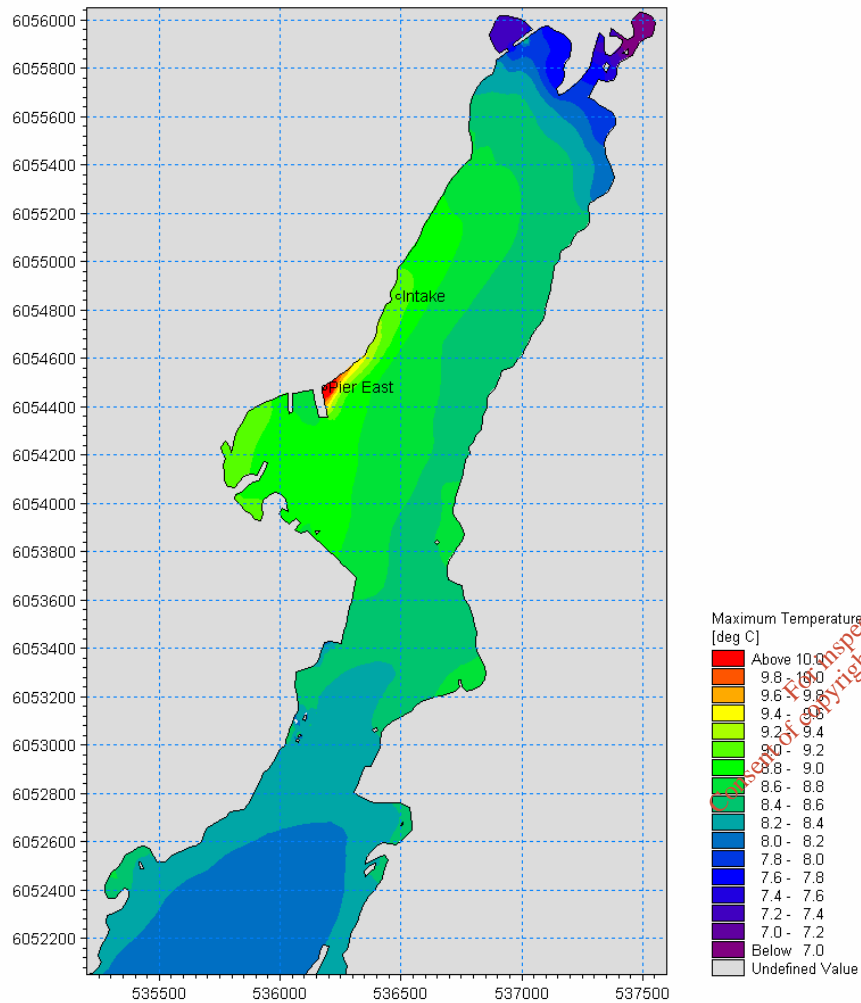 6056000
6055800
6055600
6055400
6055200
6055000
6054800
6054600
6054400
6054200
6054000
6053800
6053600
6053400
6053200
6053000
6052800
6052600
6052400
6052200
535500 536000 536500 537000 537500
Intake
Pier East
Maximum Temperature
[deg C]
Above 10.0
9.8 - 10.0
9.6 - 9.8
9.4 - 9.6
9.2 - 9.4
9.0 - 9.2
8.8 - 9.0
8.6 - 8.8
8.4 - 8.6
8.2 - 8.4
8.0 - 8.2
7.8 - 8.0
7.6 - 7.8
7.4 - 7.6
7.2 - 7.4
7.0 - 7.2
Below 7.0
Undefined Value
For inspe
Consent of copyrigh